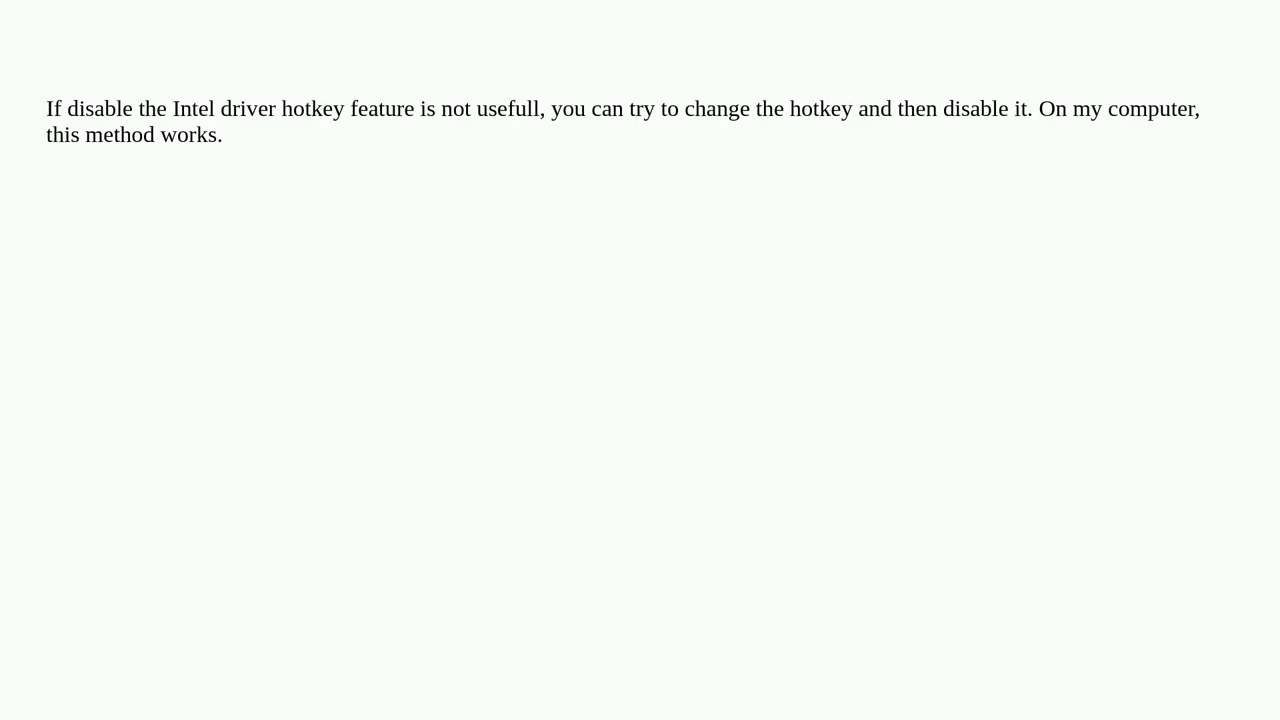 If disable the Intel driver hotkey feature is not usefull, you can try to change the hotkey and then disable it. On my computer,
this method works.